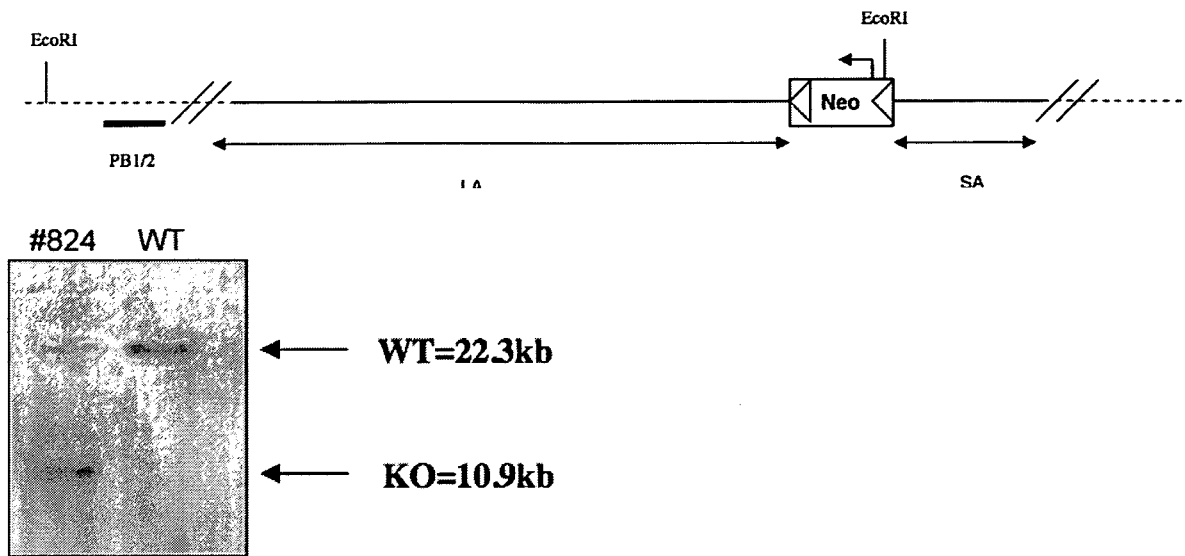 EcoRI
EcoRI
Neo
PB1/2
SA
#824 WT
WT=22.3kb
KO=10.9kb